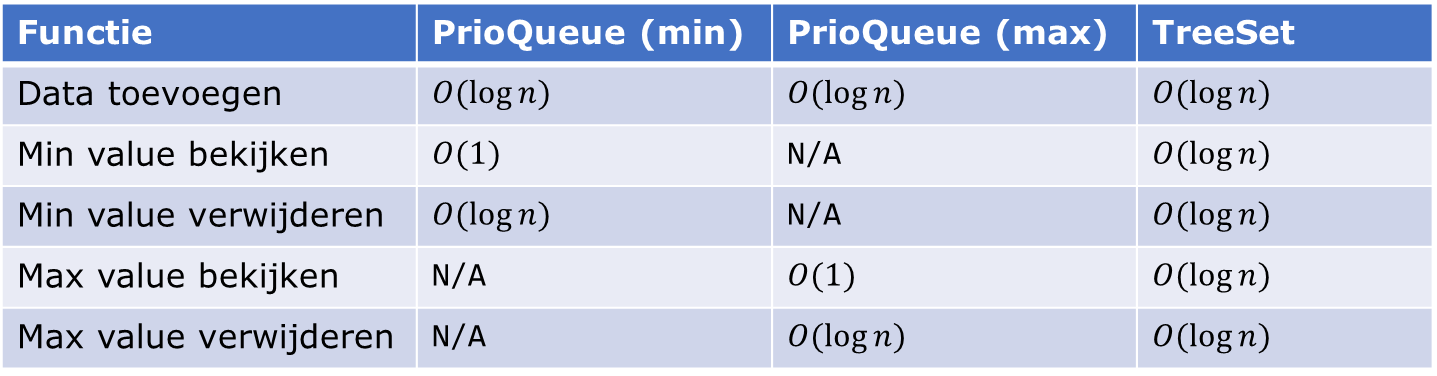 Functie PrioQueue (min) PrioQueue (max) TreeSet
Data toevoegen O(log n) O(log n) O(log n)
Min value bekijken O(1) N/A O(log n)
Min value verwijderen O(log n) N/A O(log n)
Max value bekijken N/A O(1) O(log n)
Max value verwijderen N/A O(log n) O(log n)